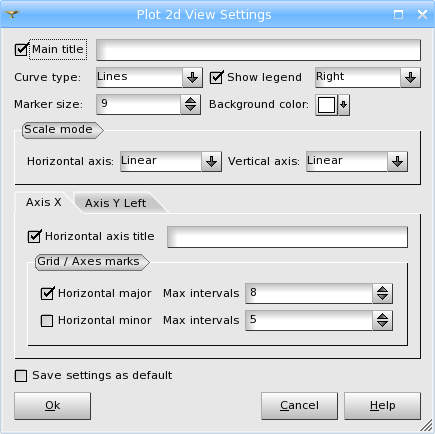 Plot 2d View Settings
Main title
Curve type: Lines Show legend Right
Marker size: 9 Background color:
Scale mode
Horizontal axis: Linear Vertical axis: Linear
Axis X Axis Y Left
Horizontal axis title
Grid / Axes marks
Horizontal major Max intervals 8
Horizontal minor Max intervals 5
Save settings as default
Ok Cancel Help